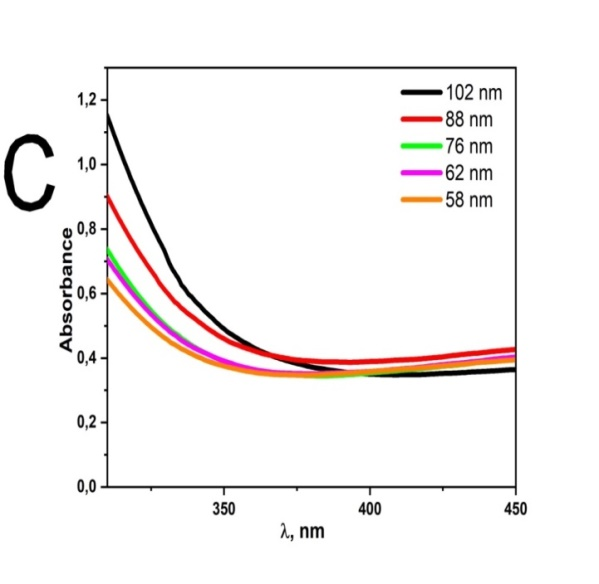 C
102 nm
88 nm
76 nm
62 nm
58 nm
Absorbance
1,2
1,0
0,8
0,6
0,4
0,2
0,0
350
400
450
λ, nm